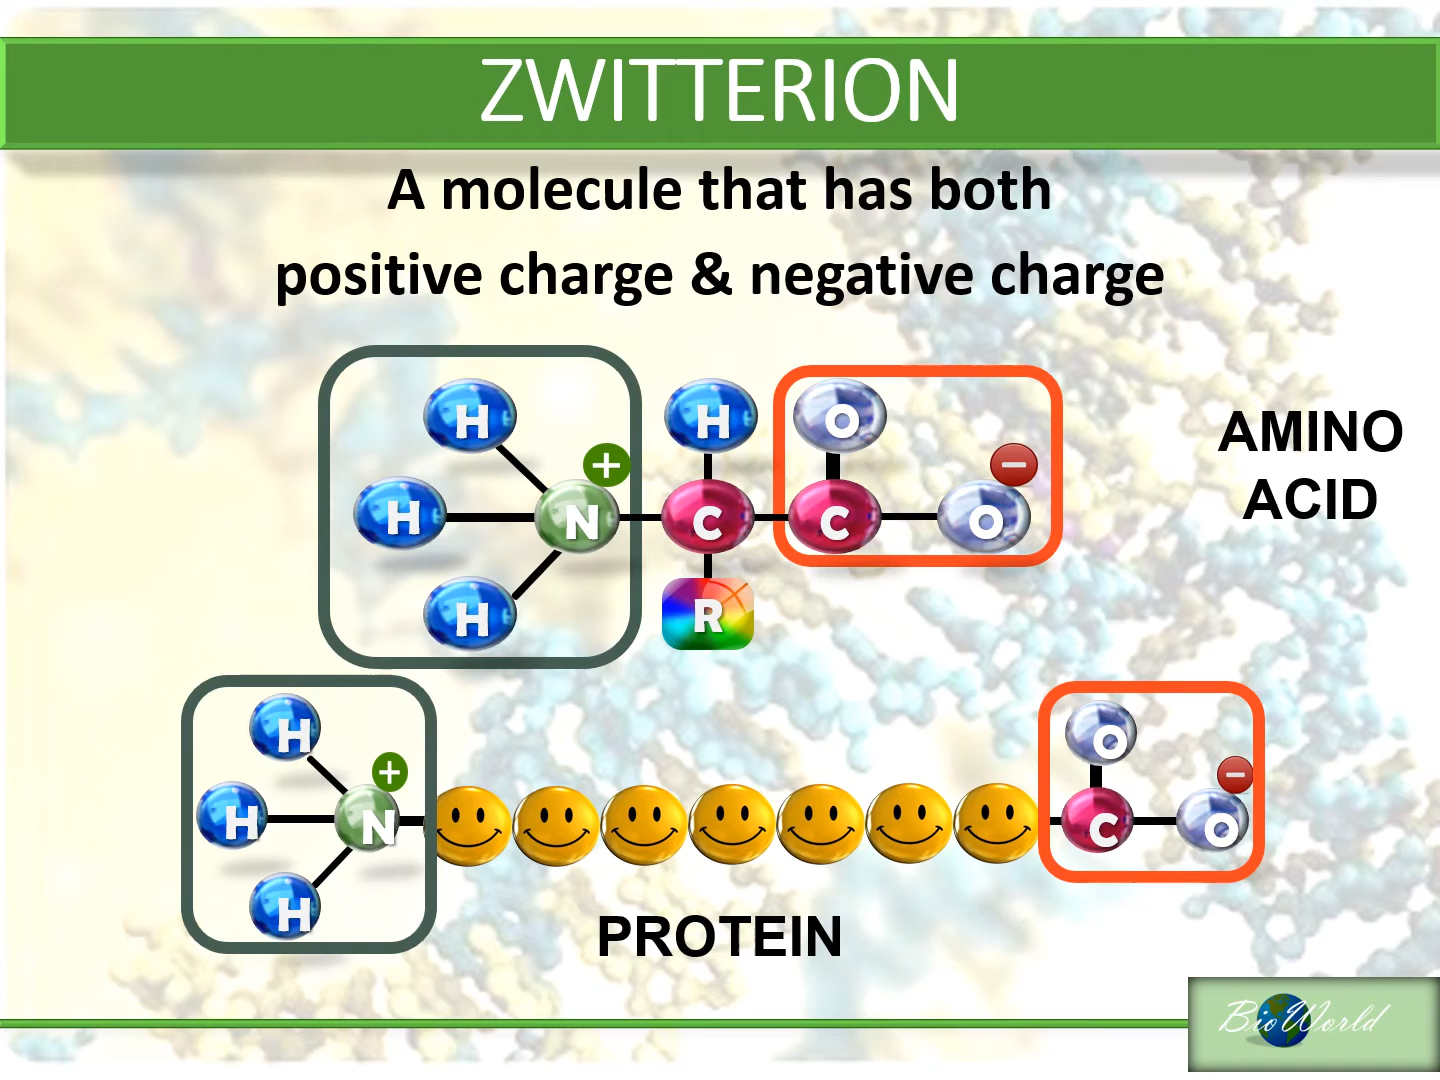 ZWITTERION
A molecule that has both
positive charge & negative charge
H H O
+ −
H N C C O
H R
AMINO
ACID
H O
+ −
H N C O
H
PROTEIN
BioWorld